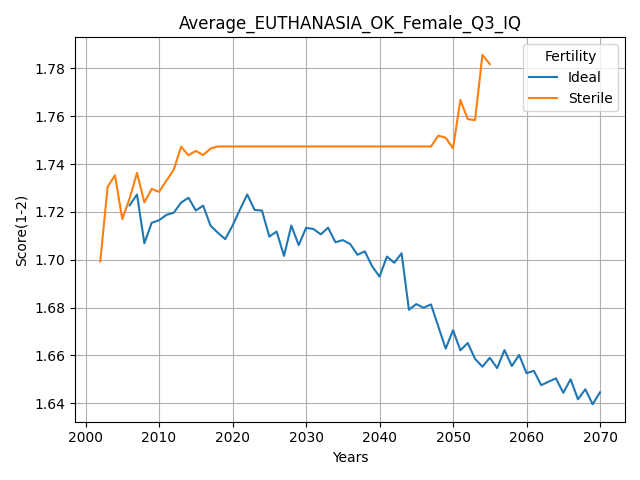 Average_EUTHANASIA_OK_Female_Q3_IQ
Fertility
Ideal
Sterile
Score(1-2)
1.78
1.76
1.74
1.72
1.70
1.68
1.66
1.64
2000 2010 2020 2030 2040 2050 2060 2070
Years